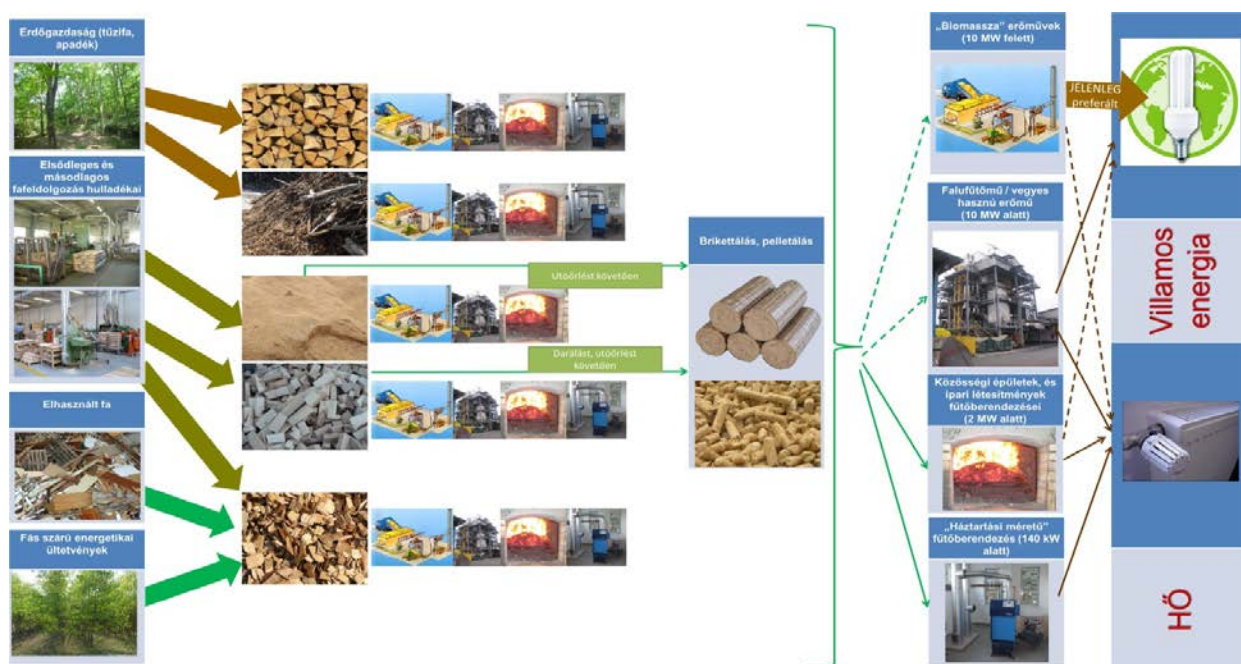 Erdőgazdaság (tűzifa,
apadék)
Elsődleges és
másodlagos
fafeldolgozás hulladékai
Elhasznált fa
Fás szárú energetikai
ültetvények
Utóőrlést követően
Darálást, utóőrlést
követően
Brikettálás, pelletálás
„Biomassza” erőművek
(10 MW felett)
Falufűtőmű / vegyes
hasznú erőmű
(10 MW alatt)
Közösségi épületek, és
ipari létesítmények
fűtőberendezései
(2 MW alatt)
„Háztartási méretű”
fűtőberendezés (140 kW
alatt)
JELENLEG
preferált
Villamos
energia
HŐ